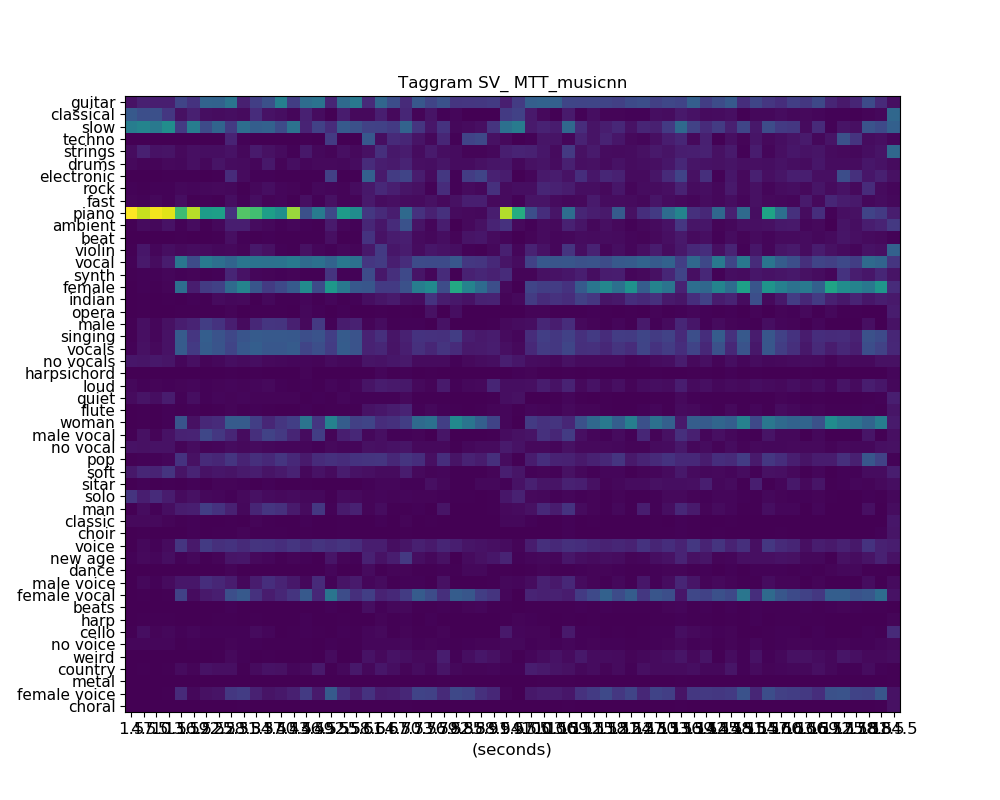 Taggram SV_ MTT_musicnn
guitar
classical
slow
techno
strings
drums
electronic
rock
fast
piano
ambient
beat
violin
vocal
synth
female
indian
opera
male
singing
vocals
no vocals
harpsichord
loud
quiet
flute
woman
male vocal
no vocal
pop
soft
sitar
solo
man
classic
choir
voice
new age
dance
male voice
female vocal
beats
harp
cello
no voice
weird
country
metal
female voice
choral
(seconds)